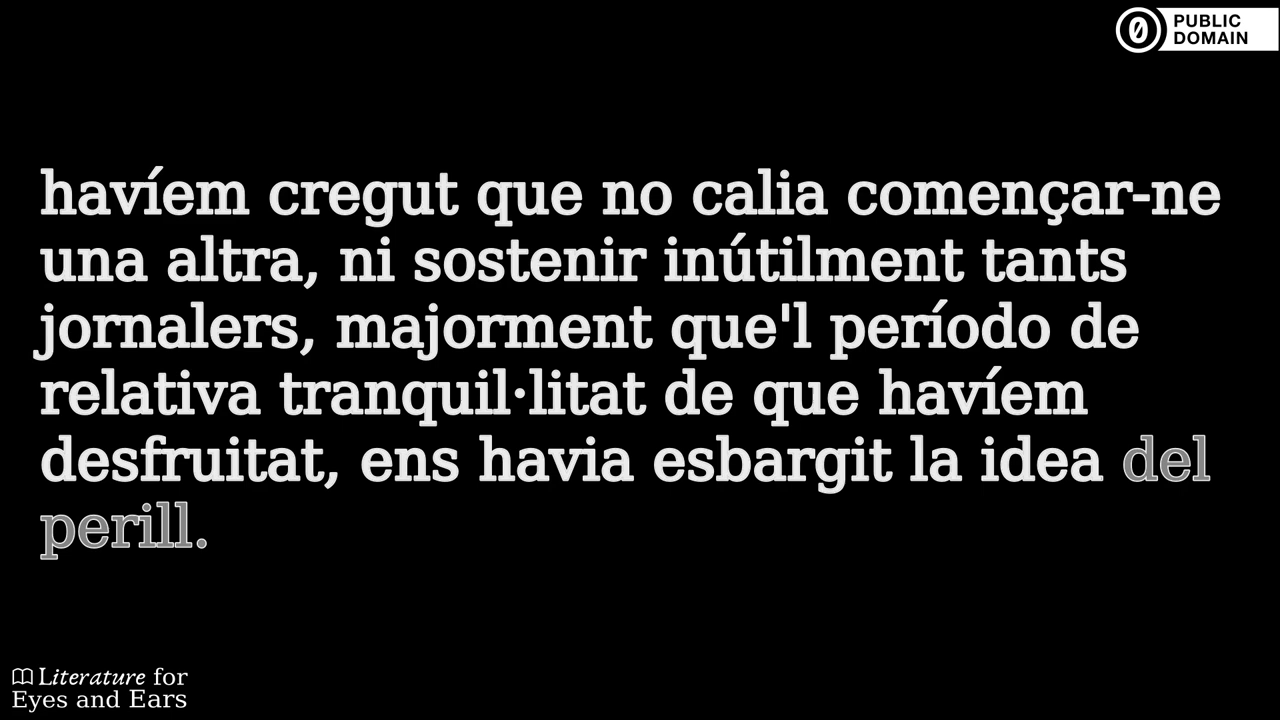 PUBLIC
DOMAIN
havíem cregut que no calia començar-ne
una altra, ni sostenir inútilment tants
jornalers, majorment que'l període de
relativa tranquil·litat de que havíem
desfruitat, ens havia esbargit la idea del
perill.
Literature for
Eyes and Ears